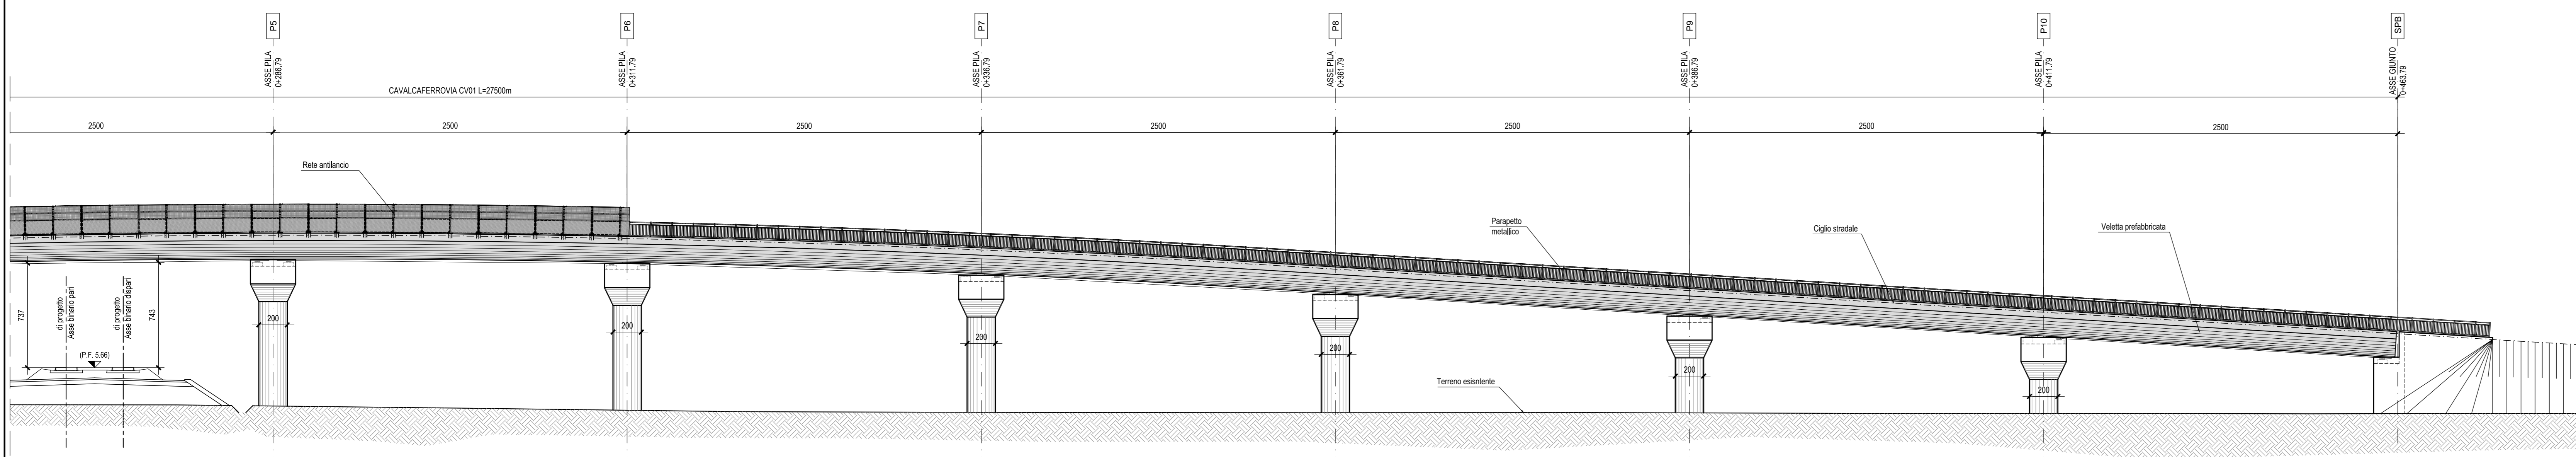 P5
P6
P7
P8
P9
P10
SPB
ASSE PILA
0+286.79
ASSE PILA
0+311.79
ASSE PILA
0+336.79
ASSE PILA
0+361.79
ASSE PILA
0+386.79
ASSE PILA
0+411.79
ASSE GIUNTO
0+463.79
CAVALCAFERROVIA CV01 L=27500m
2500
2500
2500
2500
2500
2500
2500
Rete antilancio
Parapetto
metallico
Ciglio stradale
Veletta prefabbricata
737
di progetto
Asse binario pari
di progetto
Asse binario dispari
743
(P.F. 5.66)
200
200
200
200
200
200
Terreno esisntente